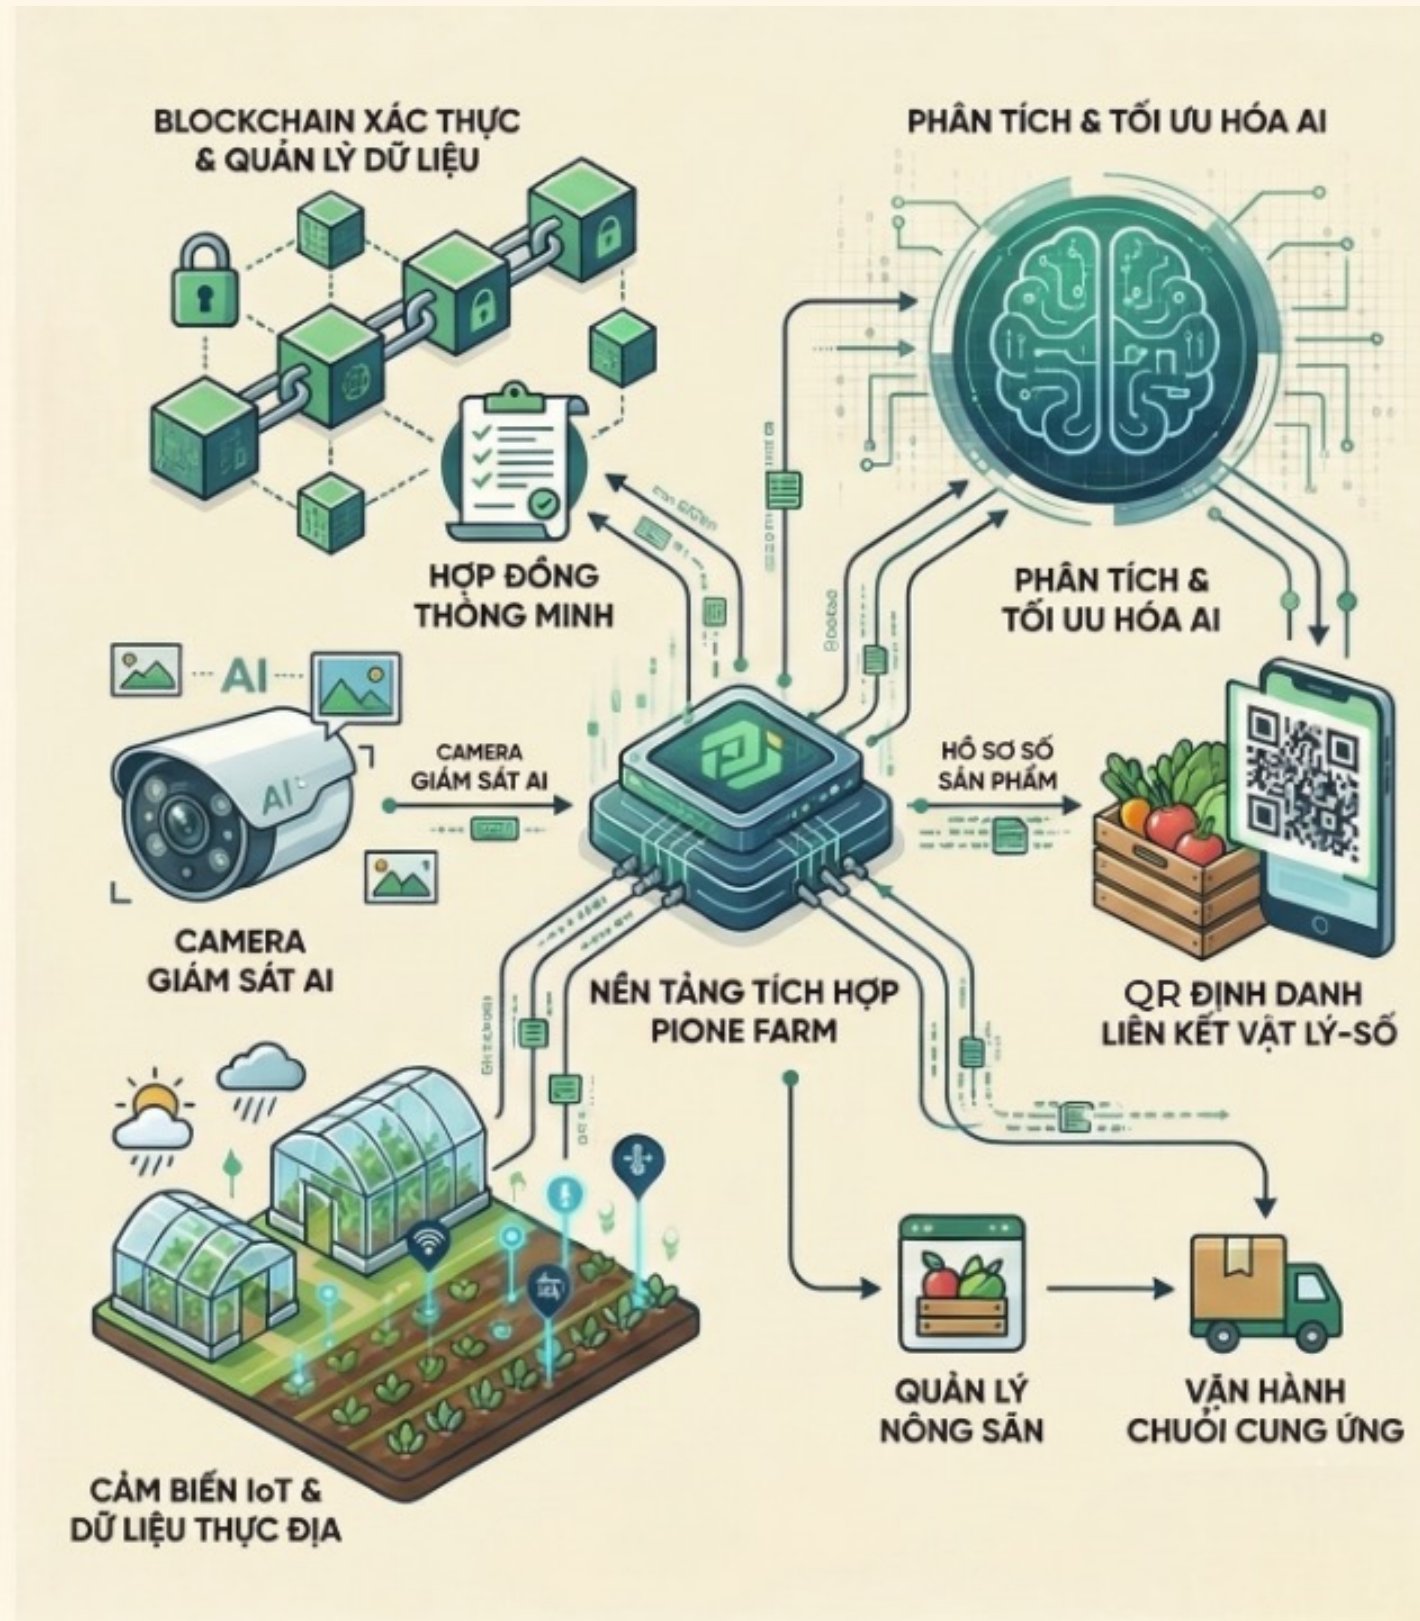 BLOCKCHAIN XÁC THỰC
& QUẢN LÝ DỮ LIỆU
PHÂN TÍCH & TỐI ƯU HÓA AI
HỢP ĐỒNG
THÒNG MINH
PHÂN TÍCH &
TỐI UU HÓA AI
AI
AI
CAMERA
GIÁM SÁT AI
HỒ SƠ SỐ
SẢN PHẨM
CAMERA
GIÁM SÁT AI
NỀN TẢNG TÍCH HỢP
PIONE FARM
QR ĐỊNH DANH
LIÊN KẾT VẬT LÝ-SỐ
QUẢN LÝ
NÔNG SÃN
VẬN HÀNH
CHUỖI CUNG ỨNG
CẢM BIẾN IoT &
DỮ LIỆU THỰC ĐỊA